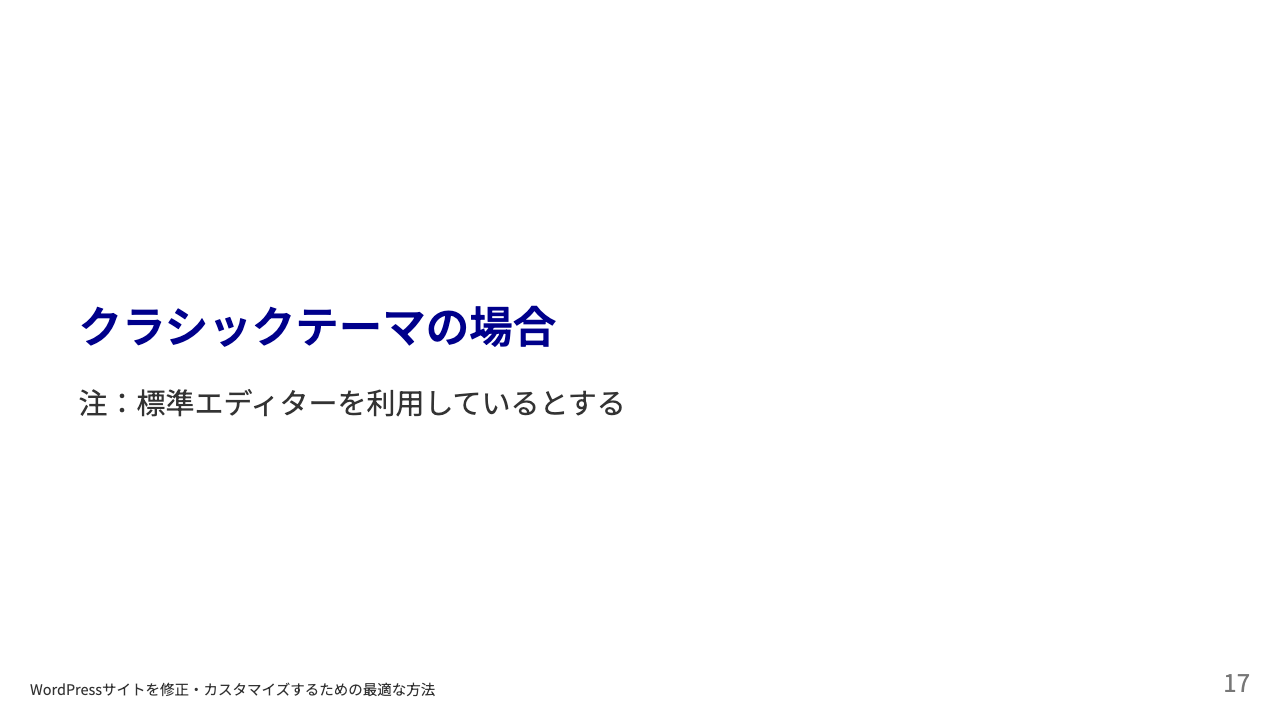 クラシックテーマの場合
注：標準エディターを利用しているとする
WordPressサイトを修正・カスタマイズするための最適な方法
17